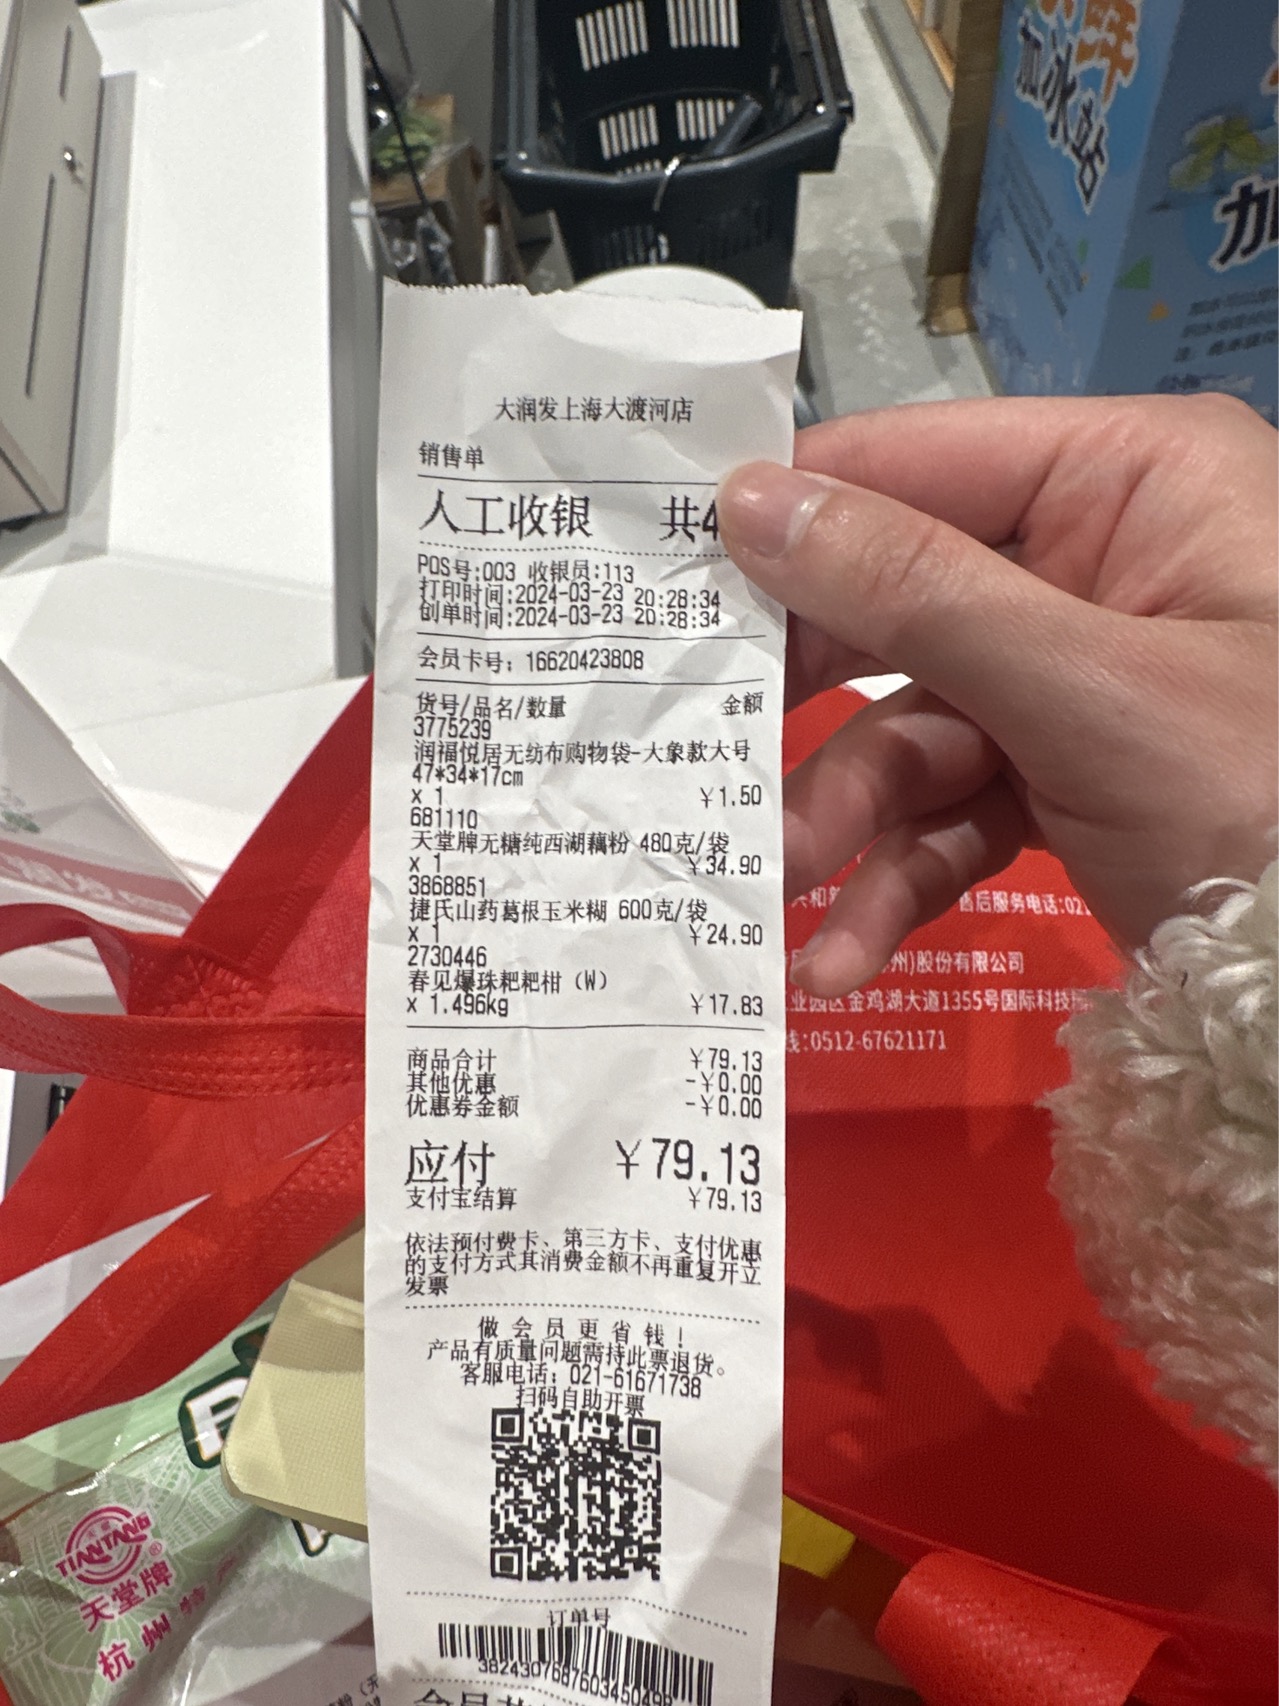 鲜
加冰站
加
大润发上海大渡河店
销售单
人工收银 共4
POS号:003 收银员:113
打印时间:2024-03-23 20:28:34
创单时间:2024-03-23 20:28:34
会员卡号: 16620423808
货号/品名/数量 金额
3775239
润福悦居无纺布购物袋-大象款大号
47*34*17cm
x 1 ￥1.50
681110
天堂牌无糖纯西湖藕粉 480克/袋
x 1 ￥34.90
3868851
捷氏山药葛根玉米糊 600克/袋
x 1 ￥24.90
2730446
春见爆珠耙耙柑（W）
x 1.496kg ￥17.83
商品合计 ￥79.13
其他优惠 -￥0.00
优惠券金额 -￥0.00
应付 ￥79.13
支付宝结算 ￥79.13
依法预付费卡、第三方卡、支付优惠
的支付方式其消费金额不再重复开立
发票
做会员更省钱！
产品有质量问题需持此票退货。
客服电话: 021-61671738
扫码自助开票
订单号
3824307687603450498
售后服务电话:021
州)股份有限公司
业园区金鸡湖大道1355号国际科技园
线:0512-67621171
TIANTANG
天堂牌
杭州